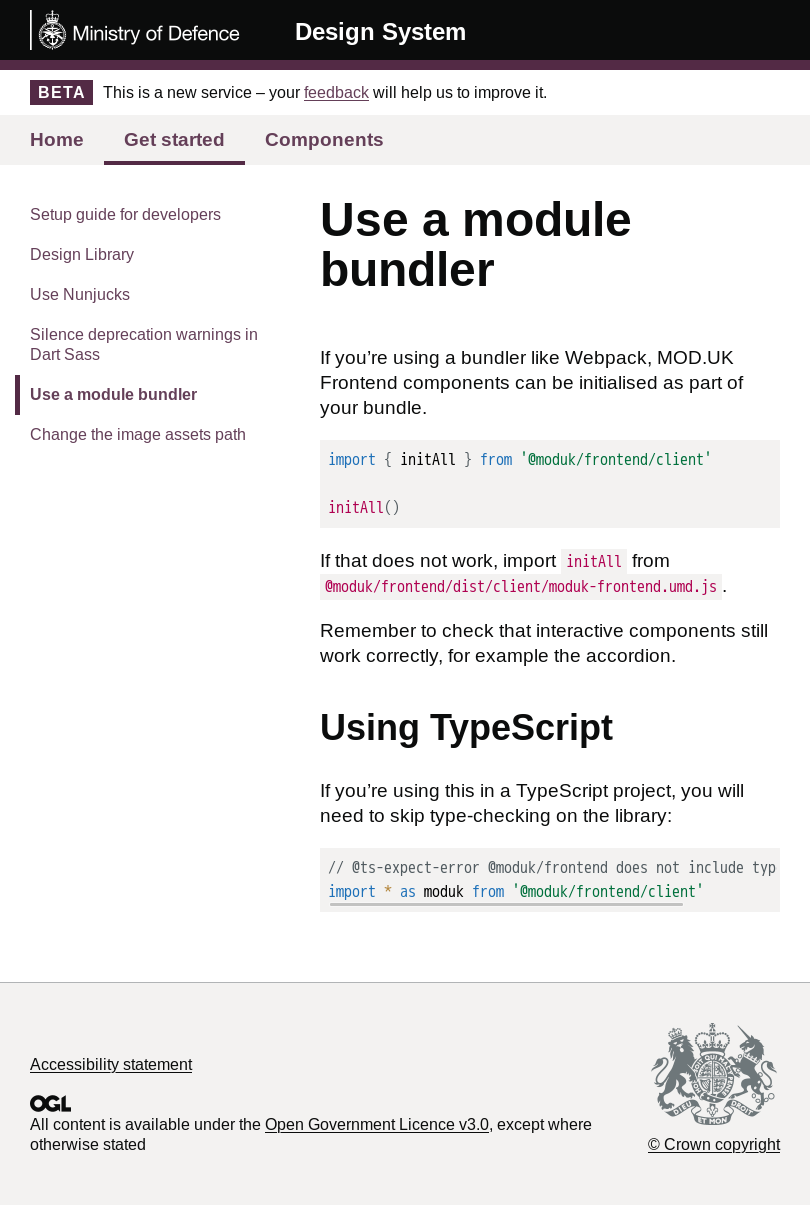 Ministry of Defence
Design System
BETA This is a new service – your feedback will help us to improve it.
Home Get started Components
Setup guide for developers
Design Library
Use Nunjucks
Silence deprecation warnings in
Dart Sass
Use a module bundler
Change the image assets path
Use a module
bundler
If you’re using a bundler like Webpack, MOD.UK
Frontend components can be initialised as part of
your bundle.
import { initAll } from '@moduk/frontend/client'
initAll()
If that does not work, import initAll from
@moduk/frontend/dist/client/moduk-frontend.umd.js.
Remember to check that interactive components still
work correctly, for example the accordion.
Using TypeScript
If you’re using this in a TypeScript project, you will
need to skip type-checking on the library:
// @ts-expect-error @moduk/frontend does not include typ
import * as moduk from '@moduk/frontend/client'
Accessibility statement
OGL
All content is available under the Open Government Licence v3.0, except where
otherwise stated
© Crown copyright